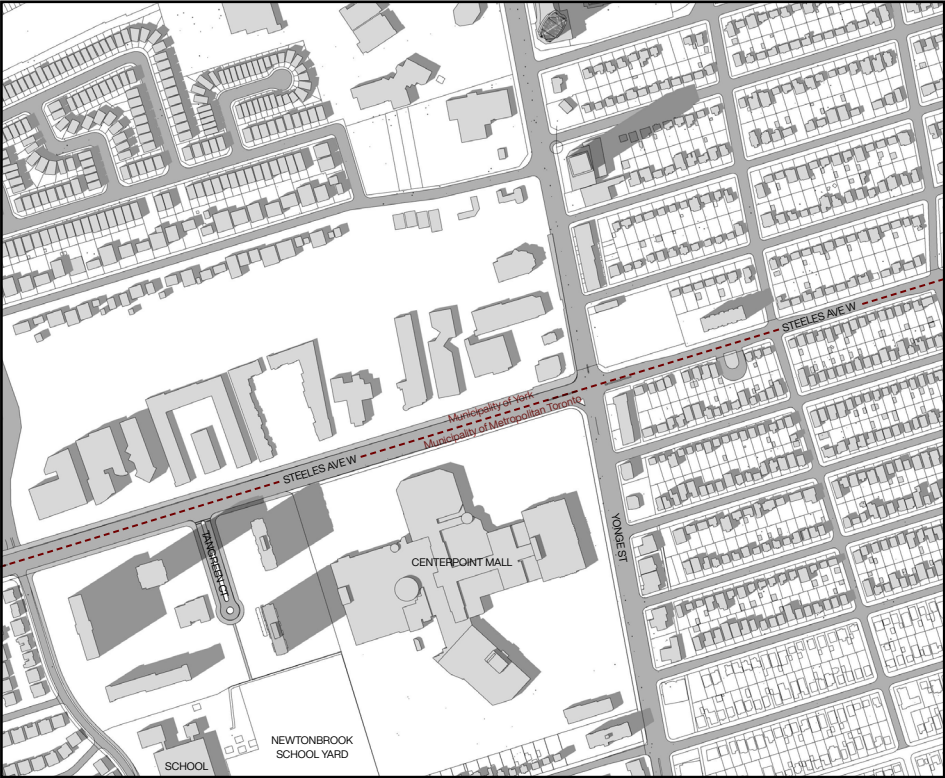 STEELES AVE W
Municipality of York
Municipality of Metropolitan Toronto
STEELES AVE W
TANGREEN CT
CENTERPOINT MALL
YONGE ST
NEWTONBROOK
SCHOOL YARD
SCHOOL